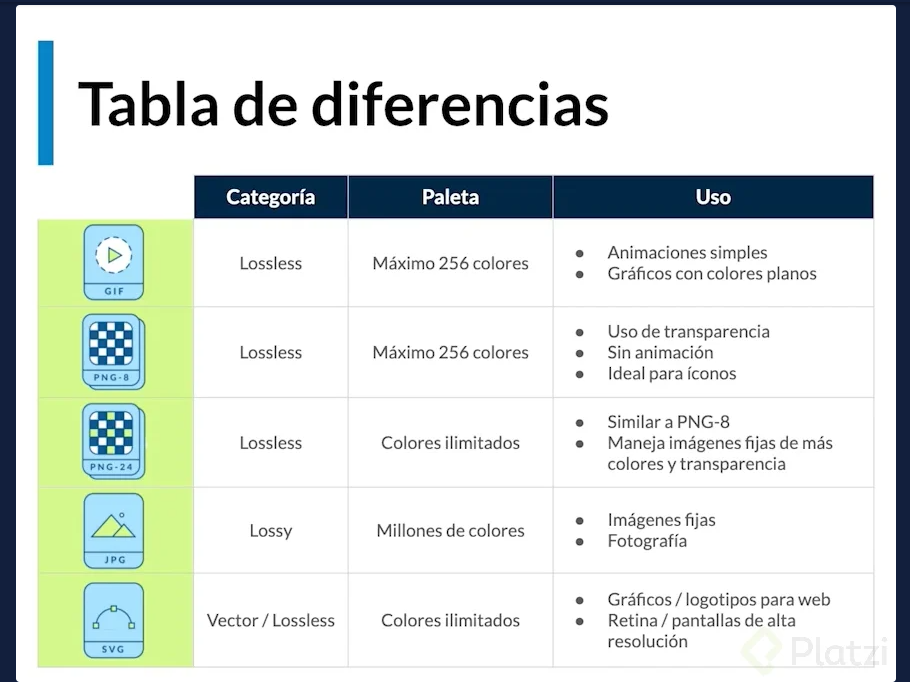 Tabla de diferencias
Categoría Paleta Uso
GIF
Lossless
Máximo 256 colores
● Animaciones simples
● Gráficos con colores planos
PNG-8
Lossless
Máximo 256 colores
● Uso de transparencia
● Sin animación
● Ideal para íconos
PNG-24
Lossless
Colores ilimitados
● Similar a PNG-8
● Maneja imágenes fijas de más
colores y transparencia
JPG
Lossy
Millones de colores
● Imágenes fijas
● Fotografía
SVG
Vector / Lossless
Colores ilimitados
● Gráficos / logotipos para web
● Retina / pantallas de alta
resolución
Platzi